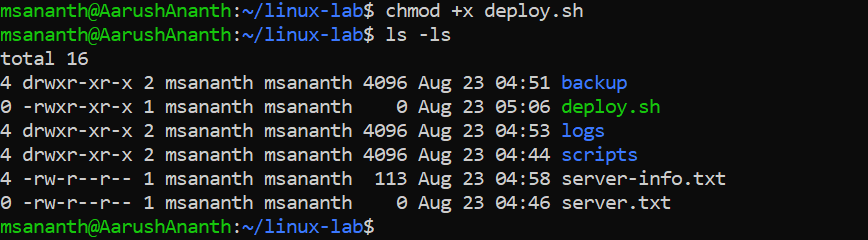 msananth@AarushAnanth:~/linux-lab$ chmod +x deploy.sh
msananth@AarushAnanth:~/linux-lab$ ls -ls
total 16
4 drwxr-xr-x 2 msananth msananth 4096 Aug 23 04:51 backup
0 -rwxr-xr-x 1 msananth msananth    0 Aug 23 05:06 deploy.sh
4 drwxr-xr-x 2 msananth msananth 4096 Aug 23 04:53 logs
4 drwxr-xr-x 2 msananth msananth 4096 Aug 23 04:44 scripts
4 -rw-r--r-- 1 msananth msananth  113 Aug 23 04:58 server-info.txt
0 -rw-r--r-- 1 msananth msananth    0 Aug 23 04:46 server.txt
msananth@AarushAnanth:~/linux-lab$